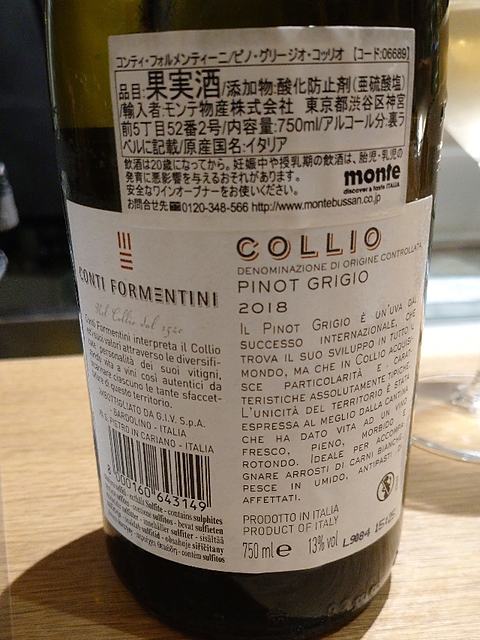 コンティ・フォルメンティーニ/ピノ・グリージオ・コッリオ 【コード:06689】
品目:果実酒/添加物:酸化防止剤(亜硫酸塩)
/輸入者:モンテ物産株式会社 東京都渋谷区神宮
前5丁目52番2号/内容量:750ml/アルコール分:裏ラ
ベルに記載/原産国名:イタリア
飲酒は20歳になってから。妊娠中や授乳期の飲酒は、胎児・乳児の
発育に悪影響を与えるおそれがあります。
安全なワインオープナーをお使いください。
お問合せ先☎0120-348-566 http://www.montebussan.co.jp
monte
discover & taste ITALIA
CONTI FORMENTINI
Nel Collio dal 1520
Conti Formentini interpreta il Collio
valori attraverso le diversifi-
personalità dei suoi vitigni,
vita a vini così autentici da
ciascuno le tante sfaccet-
di questo territorio.
IMBOTTIGLIATO DA G.I.V. S.p.A.
BARDOLINO - ITALIA
IN S. PIETRO IN CARIANO - ITALIA
8 000160 643149
Sulfite - contains sulphites
COLLIO
DENOMINAZIONE DI ORIGINE CONTROLLATA
PINOT GRIGIO
2018
IL PINOT GRIGIO È UN'UVA DAL
SUCCESSO INTERNAZIONALE, CHE
TROVA IL SUO SVILUPPO IN TUTTO IL
MONDO, MA CHE IN COLLIO ACQUISI-
SCE PARTICOLARITÀ E CARAT-
TERISTICHE ASSOLUTAMENTE TIPICHE.
L'UNICITÀ DEL TERRITORIO È STATA
ESPRESSA AL MEGLIO DALLA CANTINA
CHE HA DATO VITA AD UN VINO
FRESCO, PIENO, MORBIDO E
ROTONDO. IDEALE PER ACCOMPA-
GNARE ARROSTI DI CARNI BIANCHE,
PESCE IN UMIDO, ANTIPASTI DI
AFFETTATI.
PRODOTTO IN ITALIA
PRODUCT OF ITALY
750 ml e 13% vol